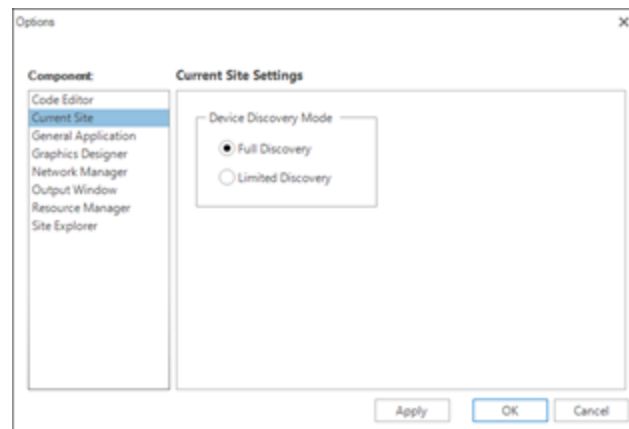 Options
Component:
Current Site Settings
Code Editor
Current Site
General Application
Graphics Designer
Network Manager
Output Window
Resource Manager
Site Explorer
Device Discovery Mode
Full Discovery
Limited Discovery
Apply
OK
Cancel